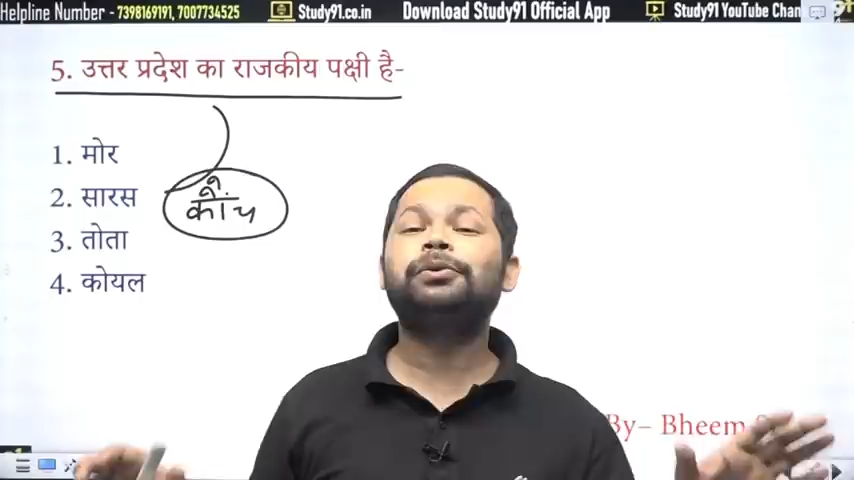 Helpline Number - 7398169191, 7007734525 Study91.co.in Download Study91 Official App Study91 YouTube Chan
5. उत्तर प्रदेश का राजकीय पक्षी है-
1. मोर
2. सारस
3. तोता
4. कोयल
By– Bheem S